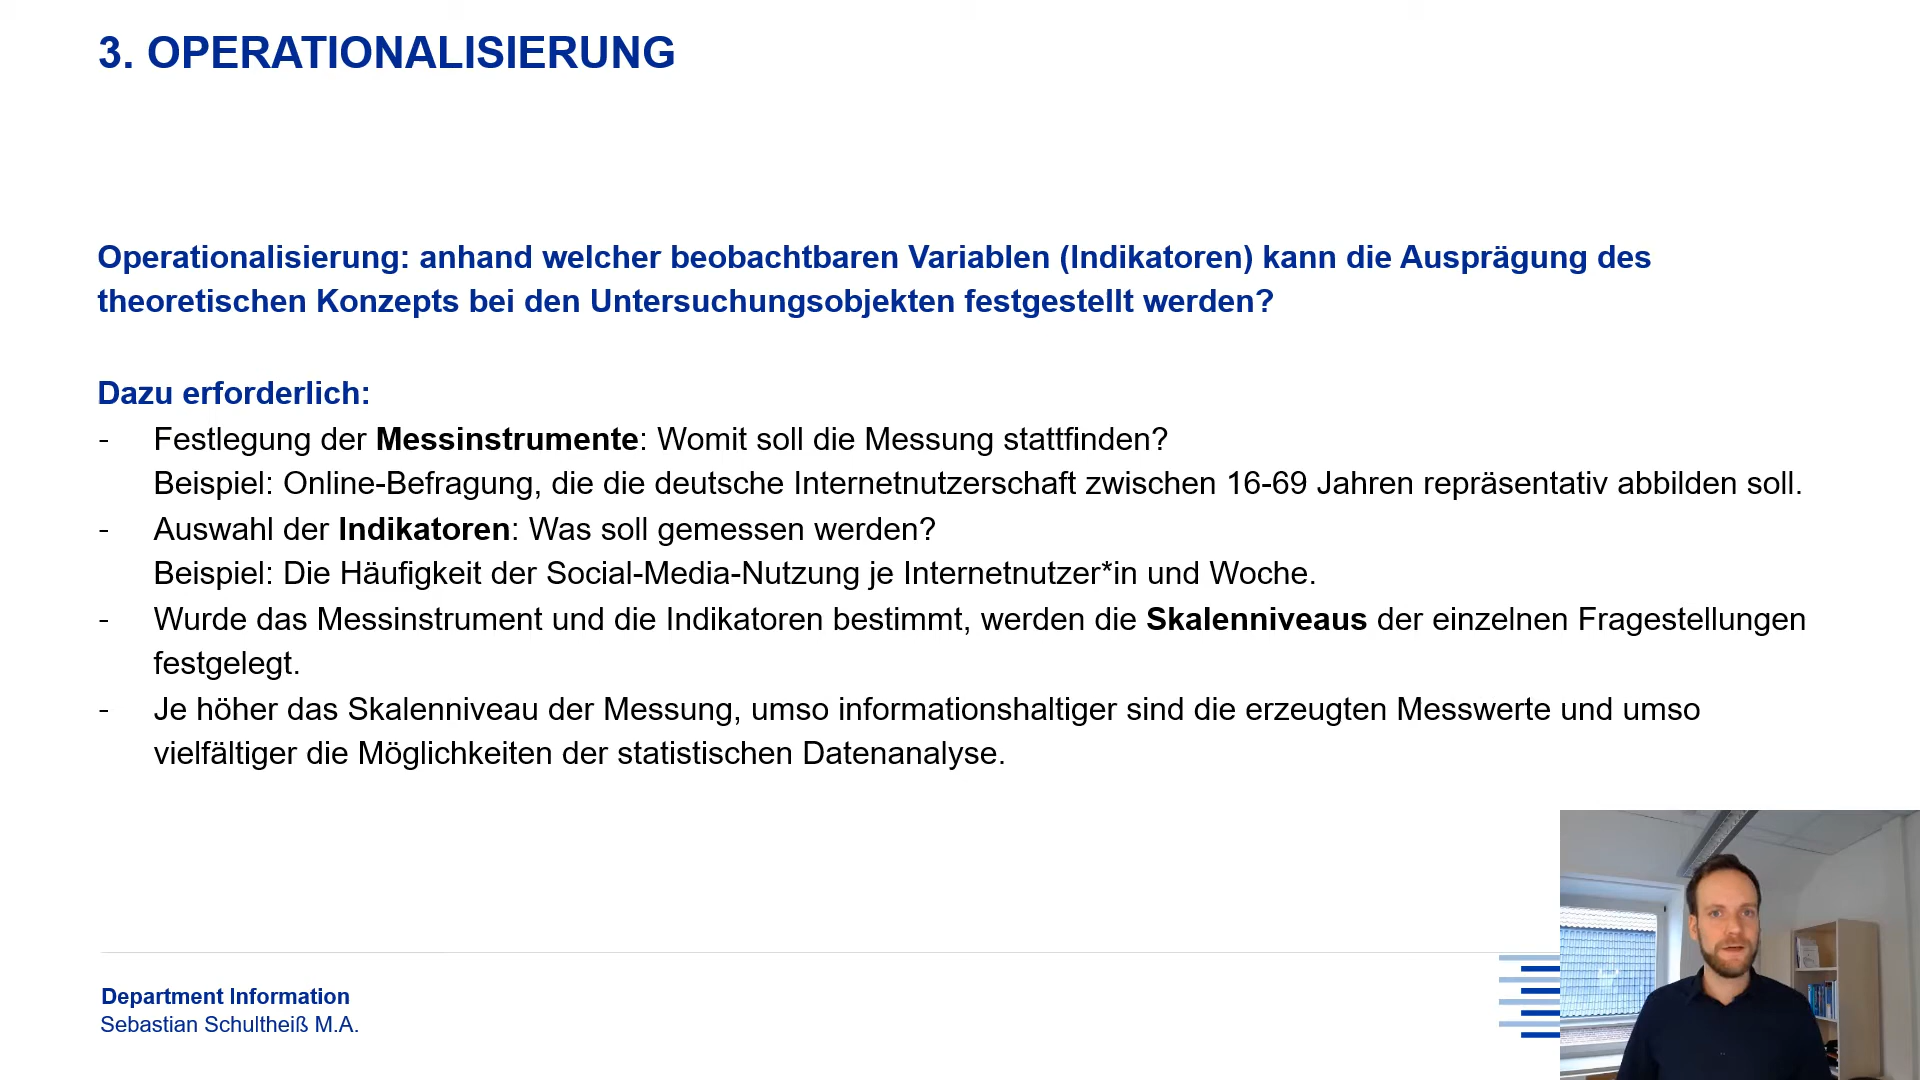 3. OPERATIONALISIERUNG
Operationalisierung: anhand welcher beobachtbaren Variablen (Indikatoren) kann die Ausprägung des
theoretischen Konzepts bei den Untersuchungsobjekten festgestellt werden?
Dazu erforderlich:
- Festlegung der Messinstrumente: Womit soll die Messung stattfinden?
Beispiel: Online-Befragung, die die deutsche Internetnutzerschaft zwischen 16-69 Jahren repräsentativ abbilden soll.
- Auswahl der Indikatoren: Was soll gemessen werden?
Beispiel: Die Häufigkeit der Social-Media-Nutzung je Internetnutzer*in und Woche.
- Wurde das Messinstrument und die Indikatoren bestimmt, werden die Skalenniveaus der einzelnen Fragestellungen
festgelegt.
- Je höher das Skalenniveau der Messung, umso informationshaltiger sind die erzeugten Messwerte und umso
vielfältiger die Möglichkeiten der statistischen Datenanalyse.
Department Information
Sebastian Schultheiß M.A.